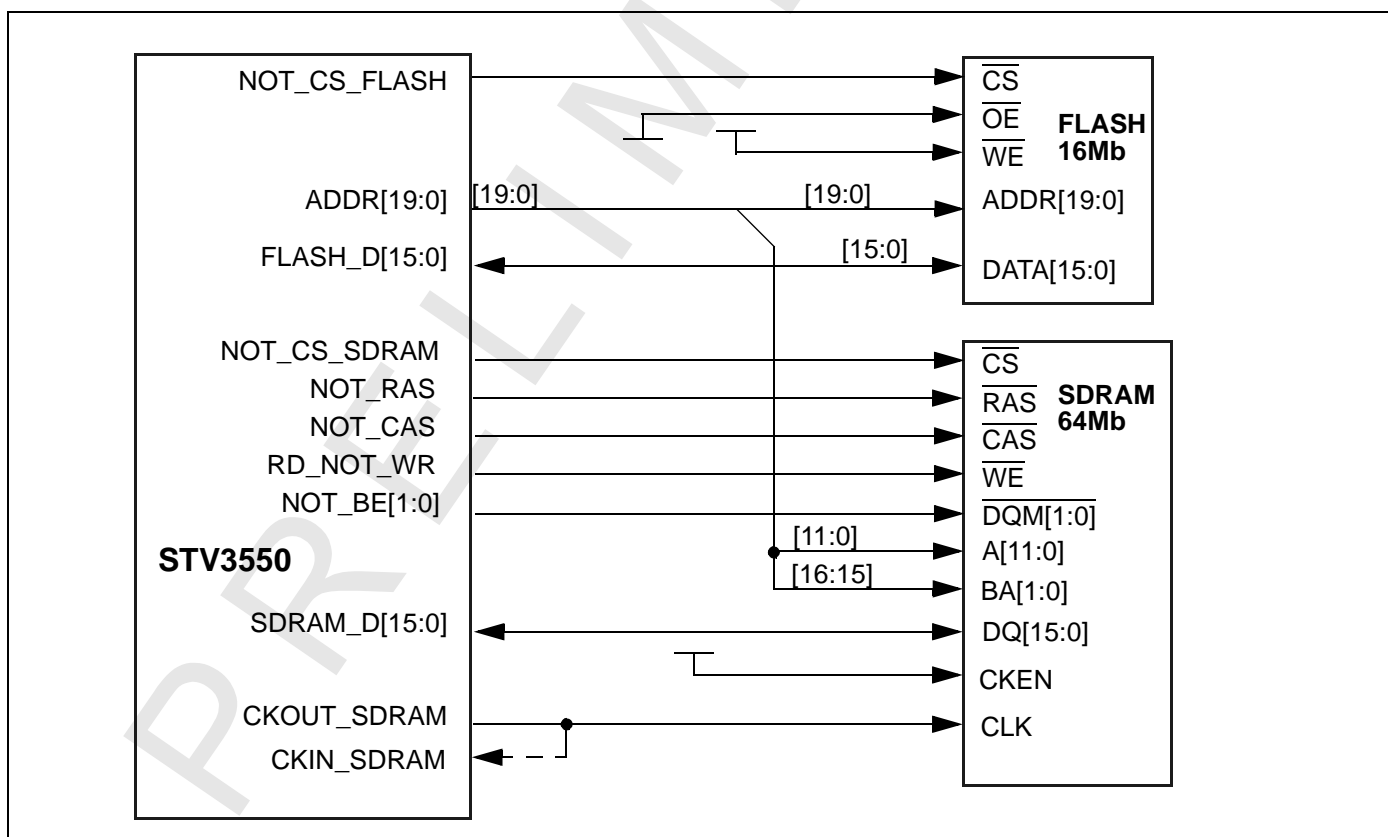 NOT_CS_FLASH
ADDR[19:0]
FLASH_D[15:0]
NOT_CS_SDRAM
NOT_RAS
NOT_CAS
RD_NOT_WR
NOT_BE[1:0]
STV3550
SDRAM_D[15:0]
CKOUT_SDRAM
CKIN_SDRAM
[19:0]
[19:0]
[15:0]
[11:0]
[16:15]
CS
OE
WE
FLASH
16Mb
ADDR[19:0]
DATA[15:0]
CS
RAS
CAS
WE
SDRAM
64Mb
DQM[1:0]
A[11:0]
BA[1:0]
DQ[15:0]
CKEN
CLK
PRELIM